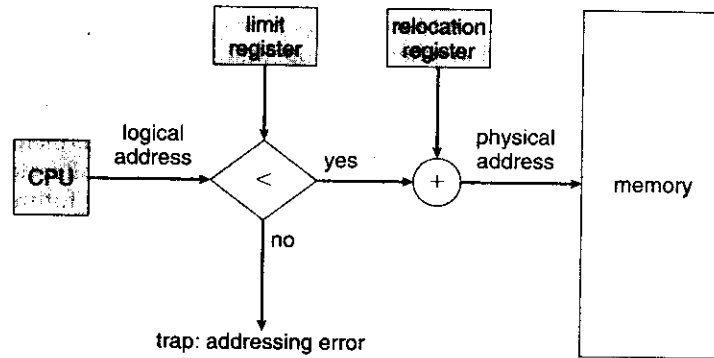 limit
register
relocation
register
logical
address
CPU
<
yes
+
physical
address
memory
no
trap: addressing error